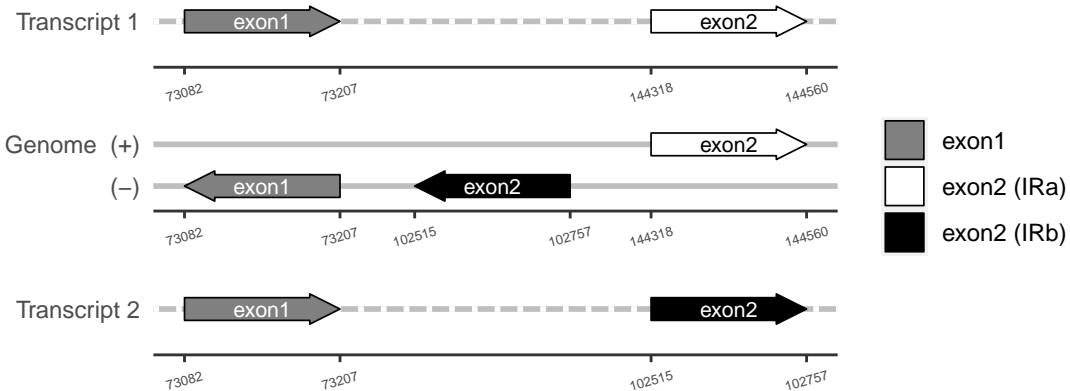 Transcript 1 exon1 exon2
73082 73207 144318 144560
Genome (+) exon2
(–) exon1 exon2
73082 73207 102515 102757 144318 144560
Transcript 2 exon1 exon2
73082 73207 102515 102757
exon1
exon2 (IRa)
exon2 (IRb)